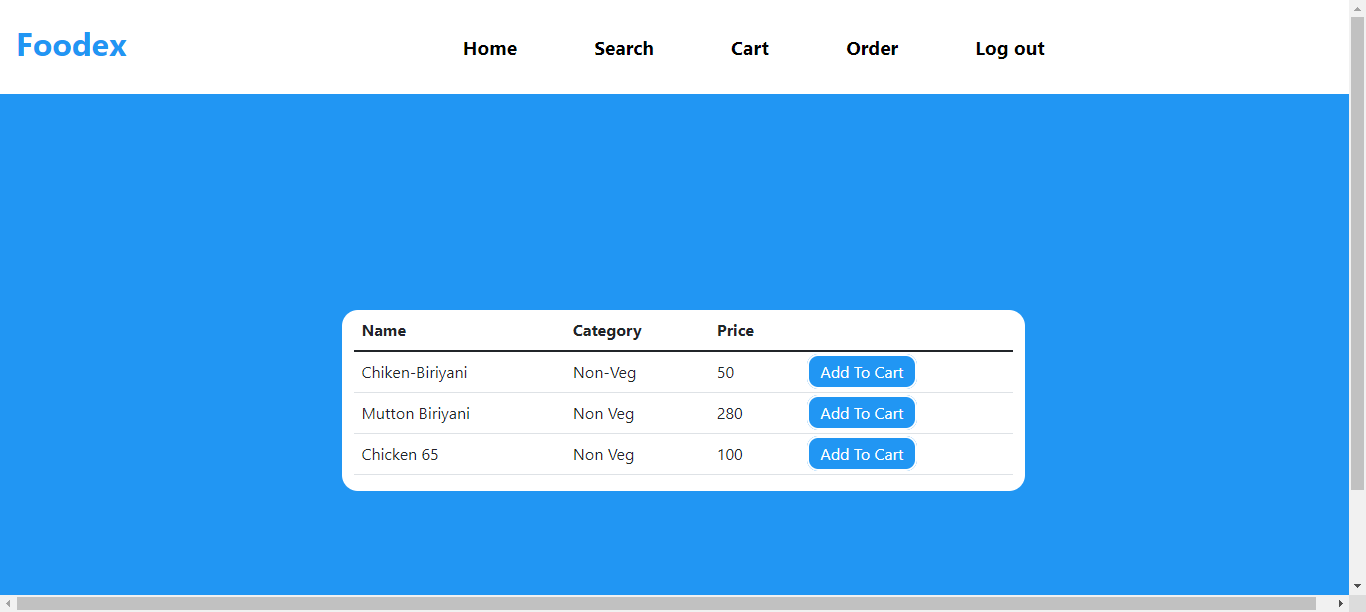 Foodex Home Search Cart Order Log out
Name Category Price
Chiken-Biriyani Non-Veg 50 Add To Cart
Mutton Biriyani Non Veg 280 Add To Cart
Chicken 65 Non Veg 100 Add To Cart